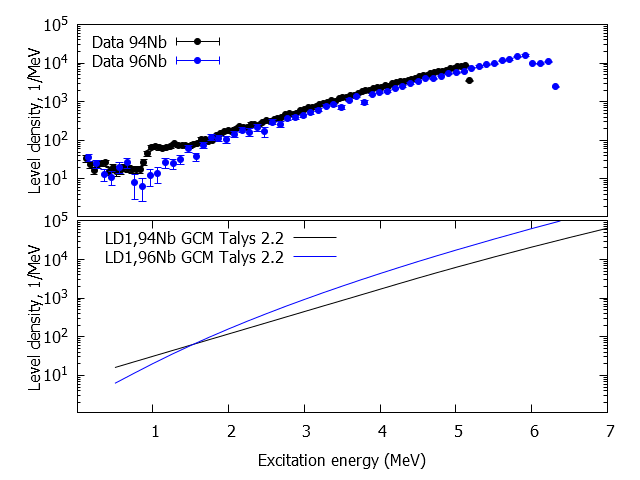 10^5
10^4
10^3
10^2
10^1
Level density, 1/MeV
Data 94Nb
Data 96Nb
10^5
10^4
10^3
10^2
10^1
Level density, 1/MeV
LD1,94Nb GCM Talys 2.2
LD1,96Nb GCM Talys 2.2
1 2 3 4 5 6 7
Excitation energy (MeV)